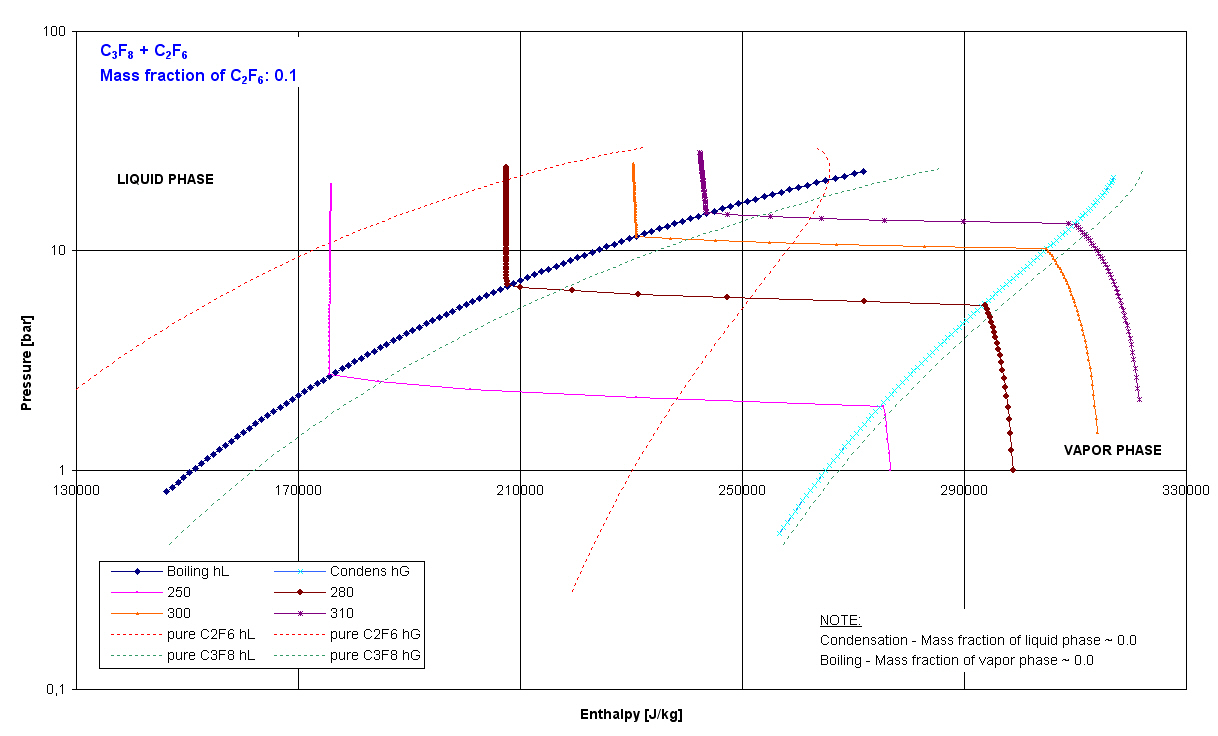 100
C₃F₈ + C₂F₆
Mass fraction of C₂F₆: 0.1
LIQUID PHASE
10
Pressure [bar]
VAPOR PHASE
1
130000 170000 210000 250000 290000 330000
Boiling hL Condens hG
250 280
300 310
pure C2F6 hL pure C2F6 hG
pure C3F8 hL pure C3F8 hG
NOTE:
Condensation - Mass fraction of liquid phase ~ 0.0
Boiling - Mass fraction of vapor phase ~ 0.0
0,1
Enthalpy [J/kg]